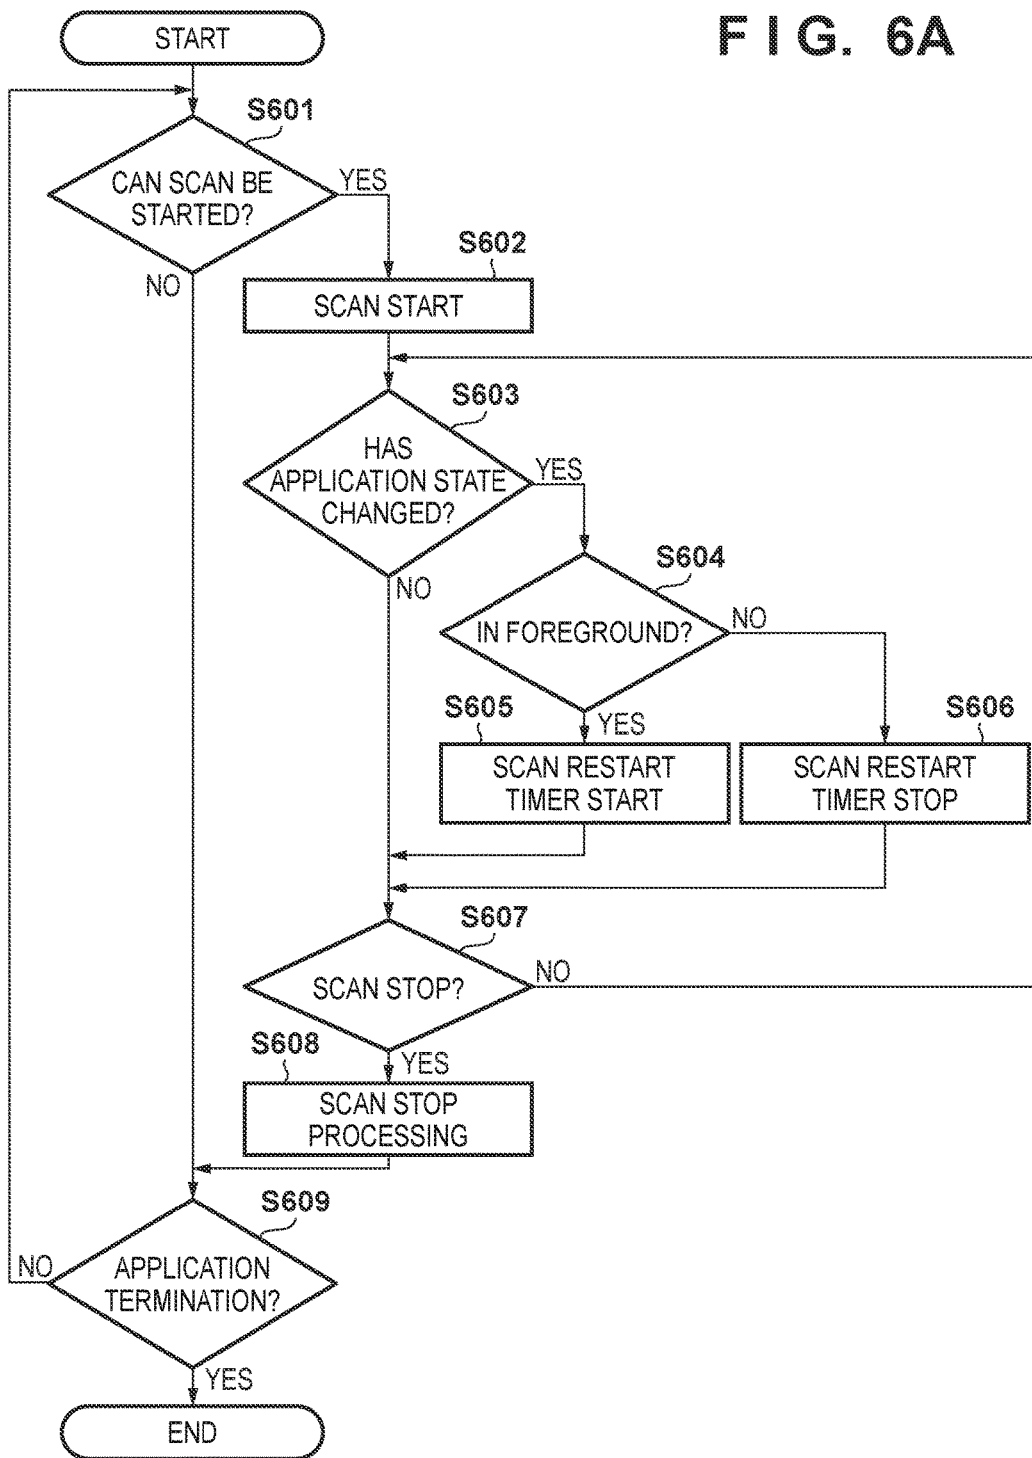 FIG. 6A
START
S601
CAN SCAN BE
STARTED?
YES
NO
S602
SCAN START
S603
HAS
APPLICATION STATE
CHANGED?
YES
NO
S604
IN FOREGROUND?
NO
YES
S605
SCAN RESTART
TIMER START
S606
SCAN RESTART
TIMER STOP
S607
SCAN STOP?
NO
YES
S608
SCAN STOP
PROCESSING
S609
APPLICATION
TERMINATION?
NO
YES
END